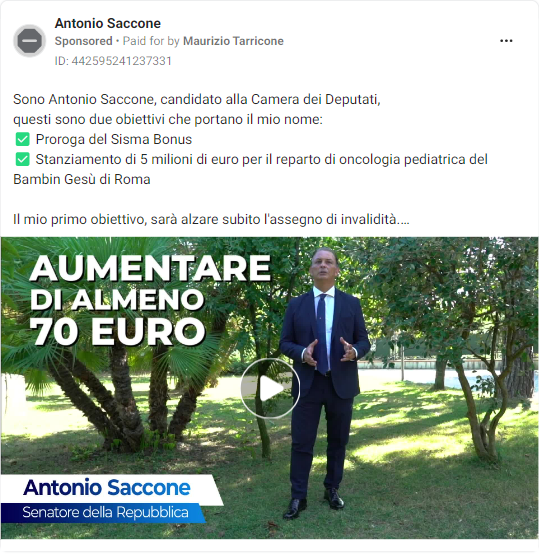 Antonio Saccone
Sponsored • Paid for by Maurizio Tarricone
ID: 442595241237331
Sono Antonio Saccone, candidato alla Camera dei Deputati,
questi sono due obiettivi che portano il mio nome:
✅ Proroga del Sisma Bonus
✅ Stanziamento di 5 milioni di euro per il reparto di oncologia pediatrica del
Bambin Gesù di Roma
Il mio primo obiettivo, sarà alzare subito l'assegno di invalidità....
AUMENTARE
DI ALMENO
70 EURO
Antonio Saccone
Senatore della Repubblica